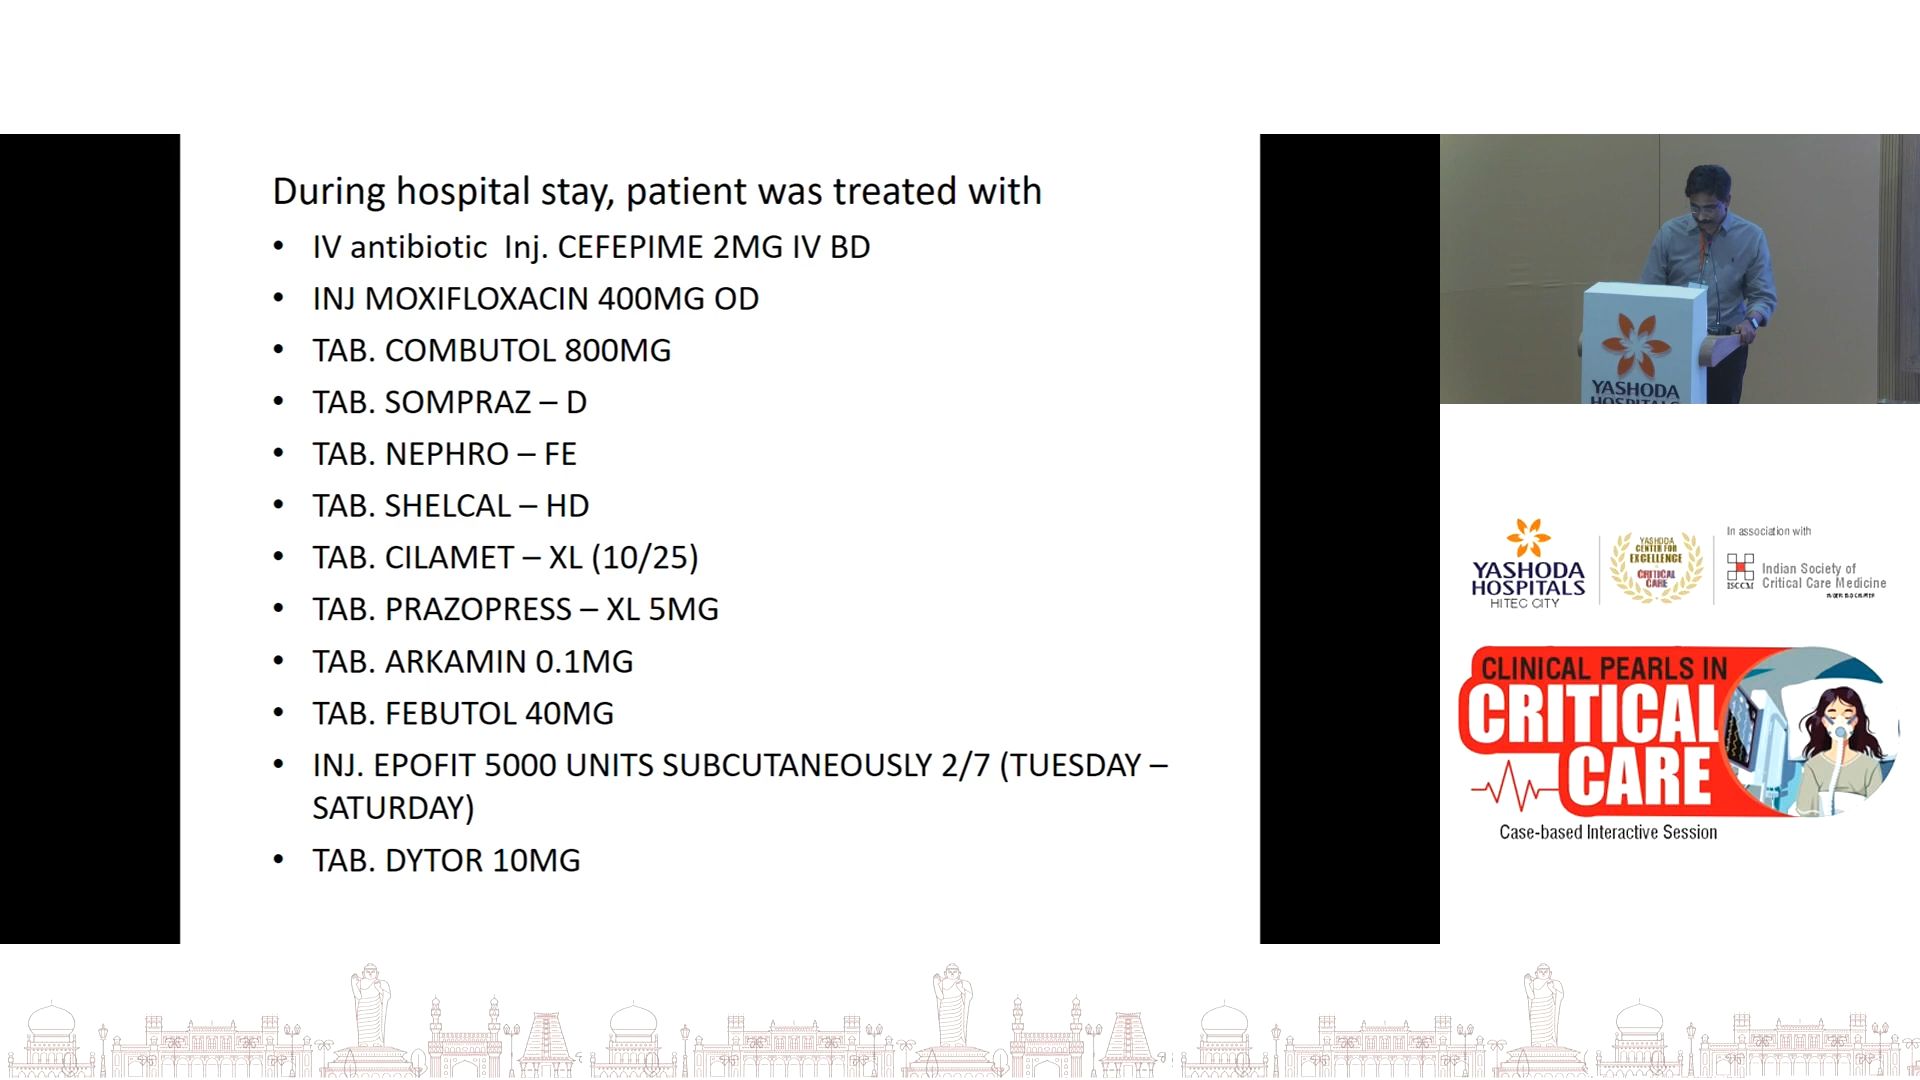 During hospital stay, patient was treated with
• IV antibiotic Inj. CEFEPIME 2MG IV BD
• INJ MOXIFLOXACIN 400MG OD
• TAB. COMBUTOL 800MG
• TAB. SOMPRAZ – D
• TAB. NEPHRO – FE
• TAB. SHELCAL – HD
• TAB. CILAMET – XL (10/25)
• TAB. PRAZOPRESS – XL 5MG
• TAB. ARKAMIN 0.1MG
• TAB. FEBUTOL 40MG
• INJ. EPOFIT 5000 UNITS SUBCUTANEOUSLY 2/7 (TUESDAY –
SATURDAY)
• TAB. DYTOR 10MG
YASHODA
HOSPITALS
YASHODA
HOSPITALS
HITEC CITY
YASHODA
CENTER FOR
EXCELLENCE
CRITICAL
CARE
In association with
ISCCM
Indian Society of
Critical Care Medicine
CLINICAL PEARLS IN
CRITICAL
CARE
Case-based Interactive Session